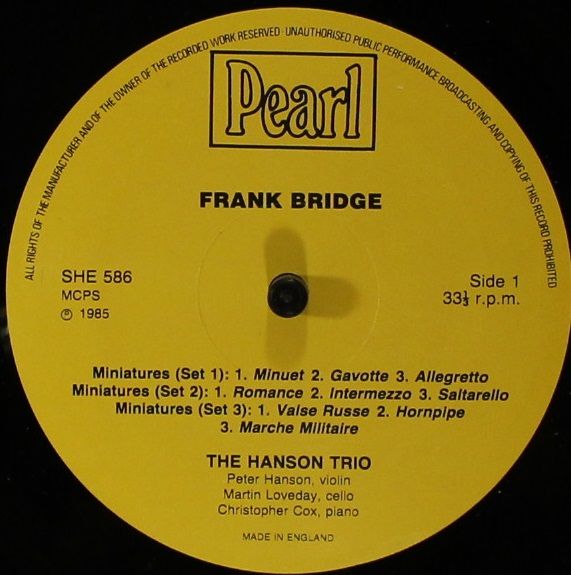 ALL RIGHTS OF THE MANUFACTURER AND OF THE OWNER OF THE RECORDED WORK RESERVED · UNAUTHORISED PUBLIC PERFORMANCE BROADCASTING AND COPYING OF THIS RECORD PROHIBITED
Pearl
FRANK BRIDGE
SHE 586
MCPS
℗ 1985
Side 1
33⅓ r.p.m.
Miniatures (Set 1): 1. Minuet 2. Gavotte 3. Allegretto
Miniatures (Set 2): 1. Romance 2. Intermezzo 3. Saltarello
Miniatures (Set 3): 1. Valse Russe 2. Hornpipe
3. Marche Militaire
THE HANSON TRIO
Peter Hanson, violin
Martin Loveday, cello
Christopher Cox, piano
MADE IN ENGLAND